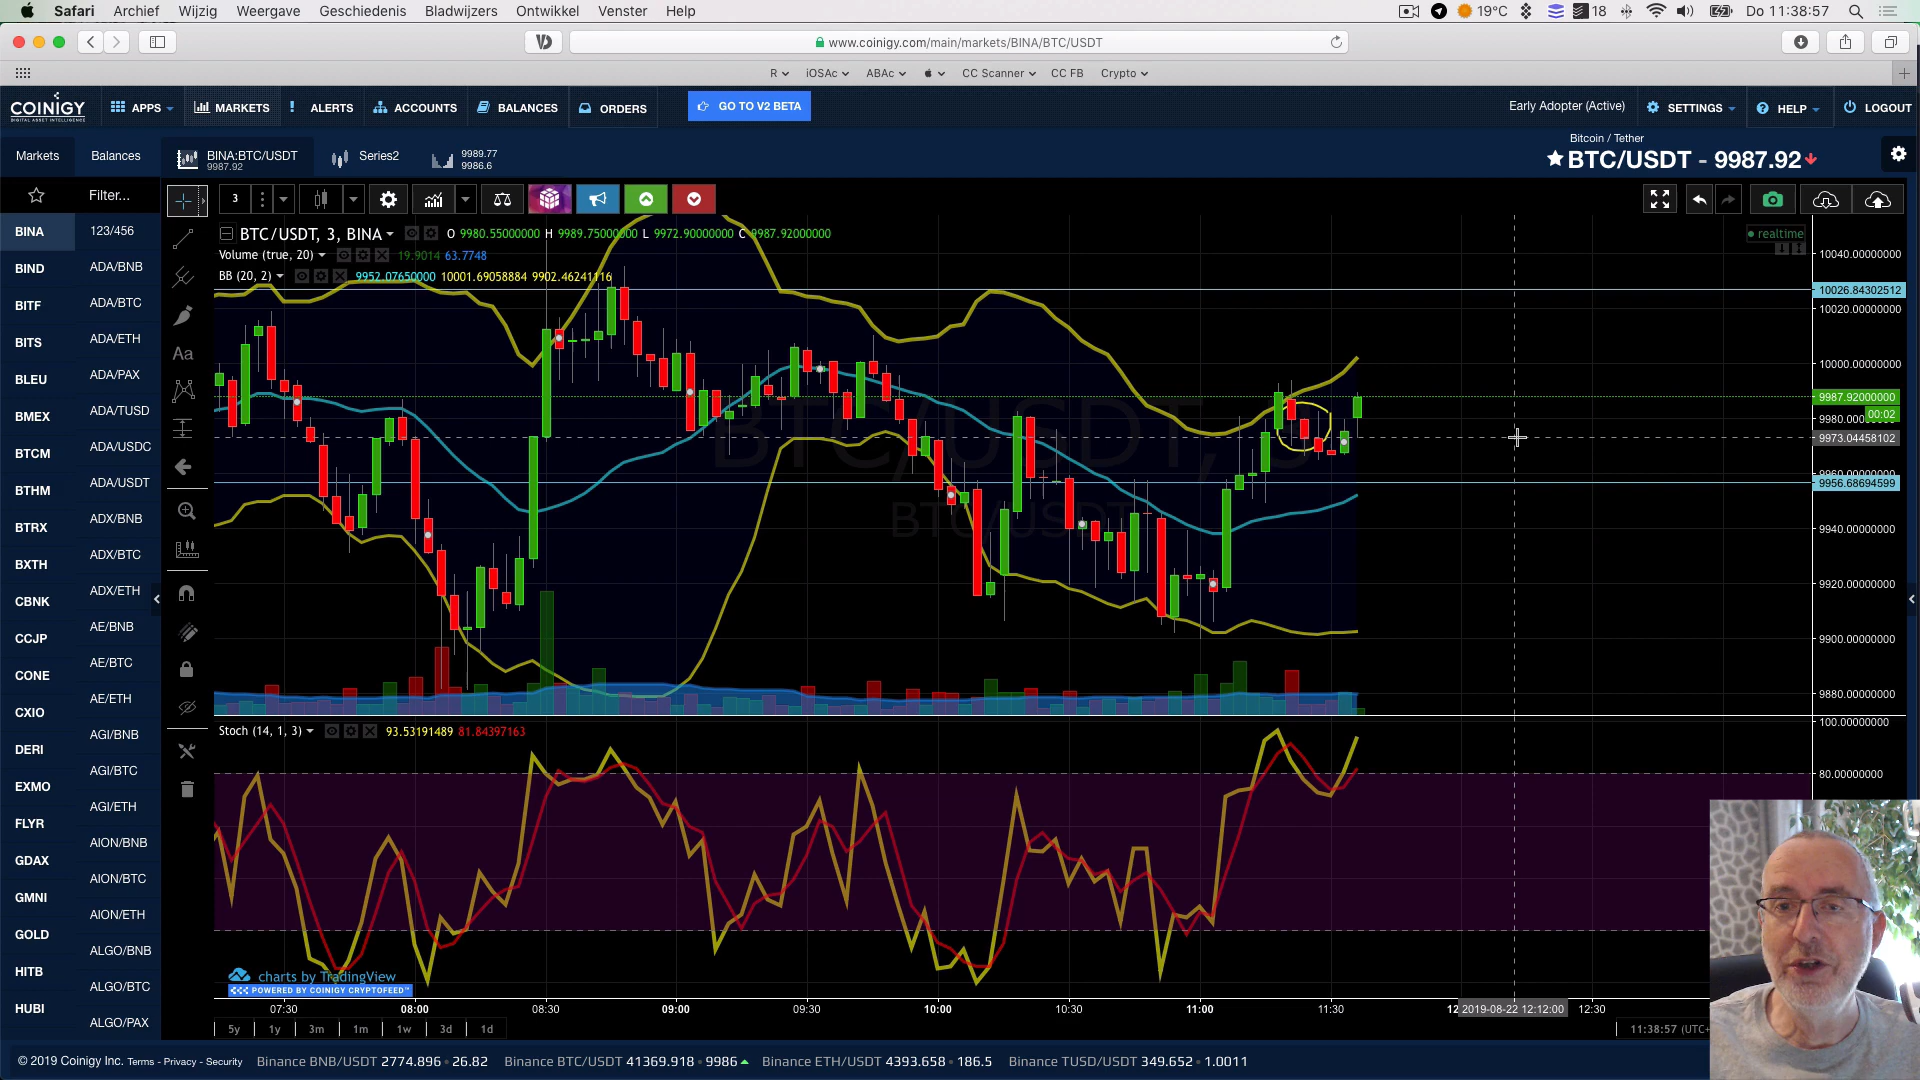 Safari Archief Wijzig Weergave Geschiedenis Bladwijzers Ontwikkel Venster Help 19°C 18 Do 11:38:57
www.coinigy.com/main/markets/BINA/BTC/USDT
R iOSAc ABAc CC Scanner CC FB Crypto
COINIGY APPS MARKETS ALERTS ACCOUNTS BALANCES ORDERS GO TO V2 BETA Early Adopter (Active) SETTINGS HELP LOGOUT
DIGITAL ASSET INTELLIGENCE
Bitcoin / Tether
Markets Balances BINA:BTC/USDT Series2 9989.77 BTC/USDT - 9987.92
9987.92 9986.6
Filter... 3
BINA 123/456
BIND ADA/BNB
BITF ADA/BTC
BITS ADA/ETH
BLEU ADA/PAX
BMEX ADA/TUSD
BTCM ADA/USDC
BTHM ADA/USDT
BTRX ADX/BNB
BXTH ADX/BTC
CBNK ADX/ETH
CCJP AE/BNB
CONE AE/BTC
CXIO AE/ETH
DERI AGI/BNB
EXMO AGI/BTC
FLYR AGI/ETH
GDAX AION/BNB
GMNI AION/BTC
GOLD AION/ETH
HITB ALGO/BNB
HUBI ALGO/BTC
ALGO/PAX
Aa
BTC/USDT, 3, BINA O 9980.55000000 H 9989.75000000 L 9972.90000000 C 9987.92000000
realtime
Volume (true, 20) 19.9014 63.7748
BB (20, 2) 9952.07650000 10001.69058884 9902.46241116
BTC/USDT, 3
BTC/USDT
10040.00000000
10026.84302512
10020.00000000
10000.00000000
9987.92000000
9980.000 00:02
9973.04458102
9960.00000000
9956.68694599
9940.00000000
9920.00000000
9900.00000000
9880.00000000
Stoch (14, 1, 3) 93.53191489 81.84397163
100.00000000
80.00000000
charts by TradingView
POWERED BY COINIGY CRYPTOFEED™
07:30 08:00 08:30 09:00 09:30 10:00 10:30 11:00 11:30 12 2019-08-22 12:12:00 12:30
5y 1y 3m 1m 1w 3d 1d 11:38:57 (UTC+
© 2019 Coinigy Inc. Terms - Privacy - Security Binance BNB/USDT 2774.896 - 26.82 Binance BTC/USDT 41369.918 - 9986 Binance ETH/USDT 4393.658 - 186.5 Binance TUSD/USDT 349.652 - 1.0011